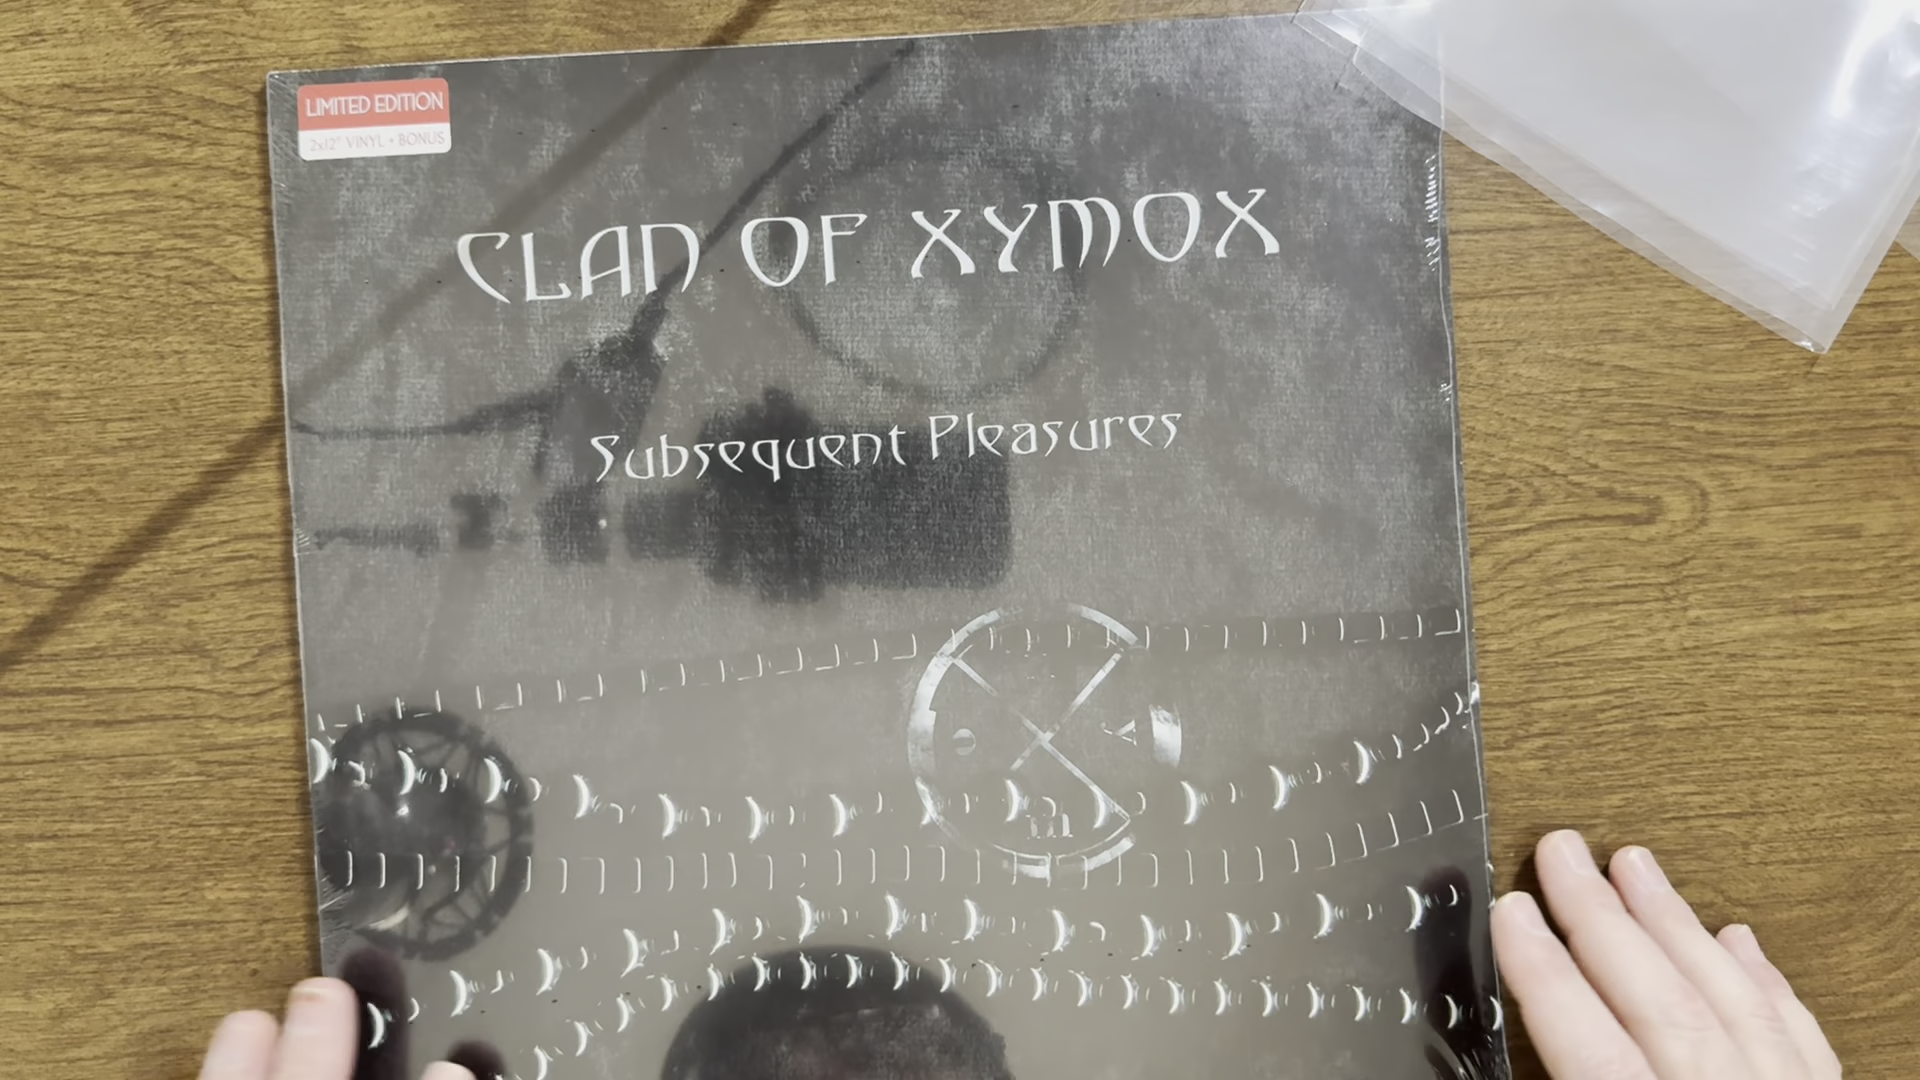 LIMITED EDITION
2x12" VINYL + BONUS
CLAN OF XYMOX
Subsequent Pleasures